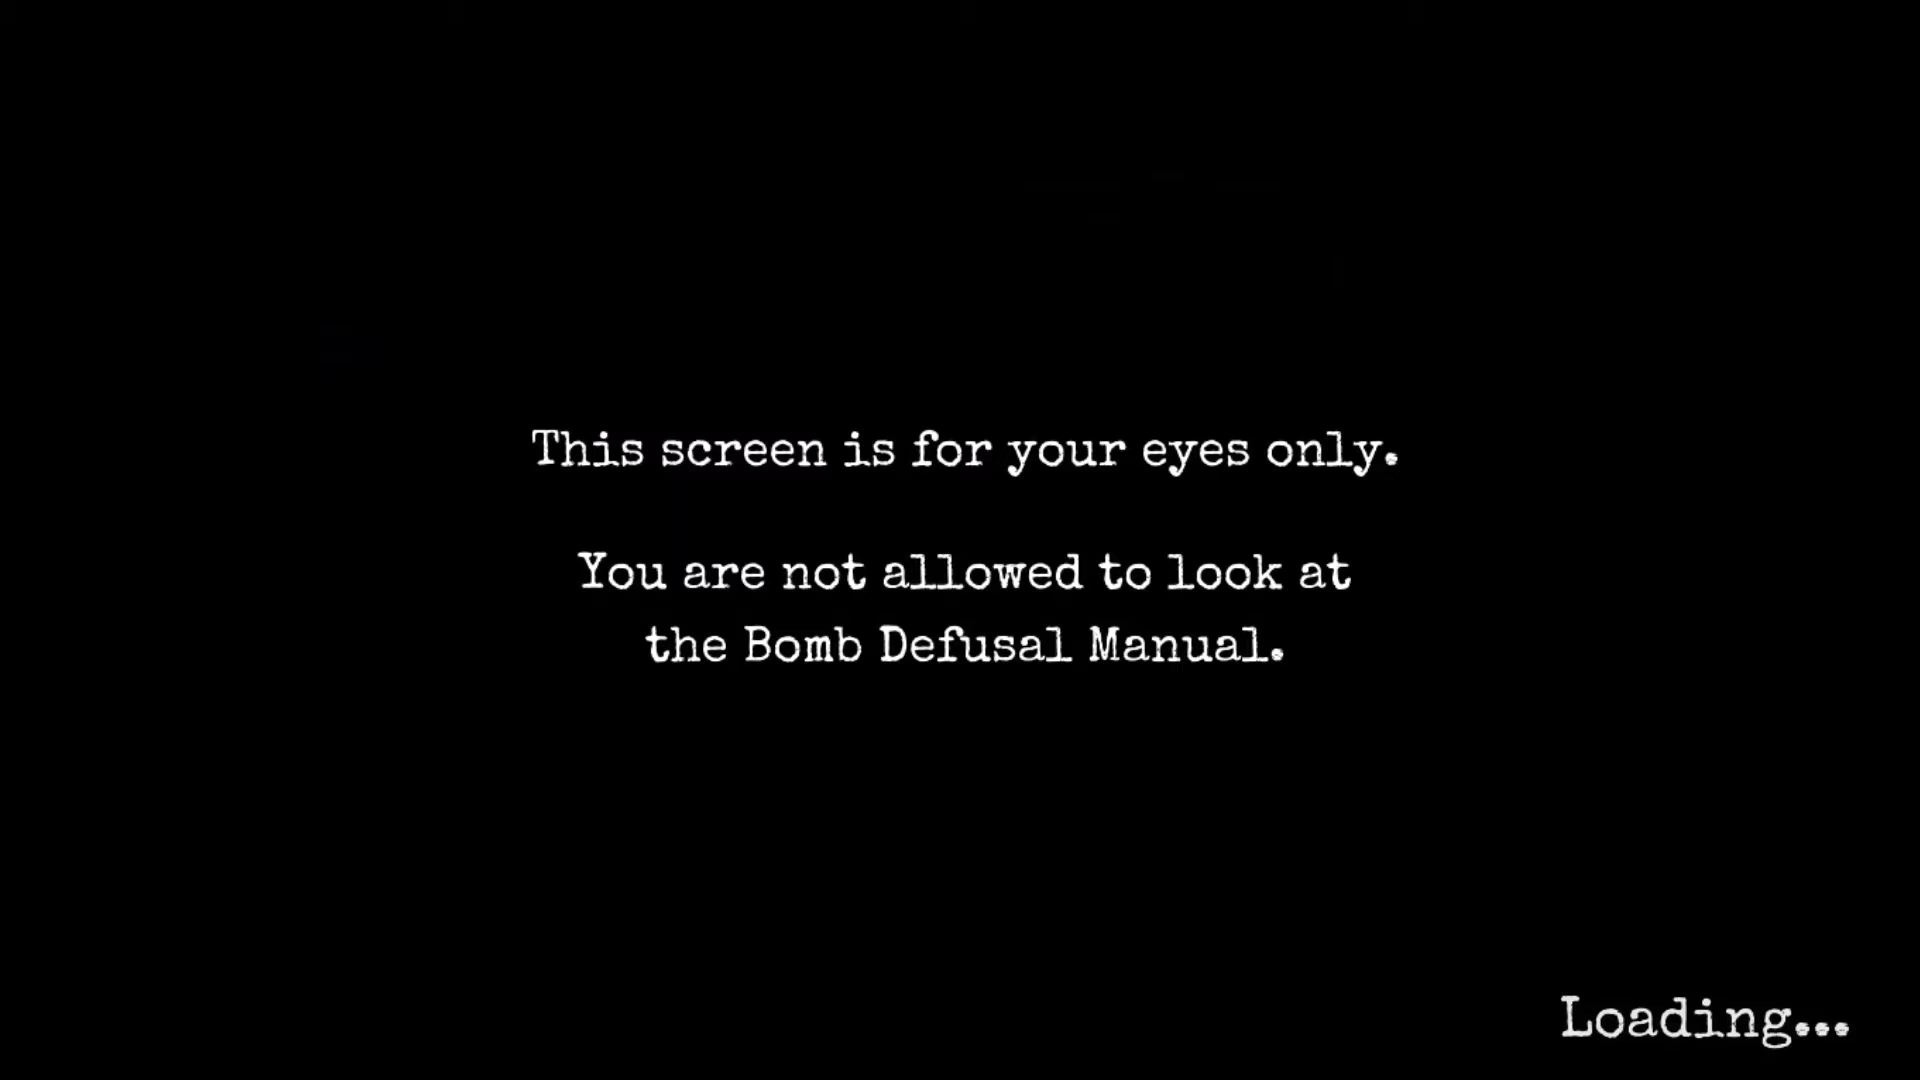 This screen is for your eyes only.
You are not allowed to look at
the Bomb Defusal Manual.
Loading...